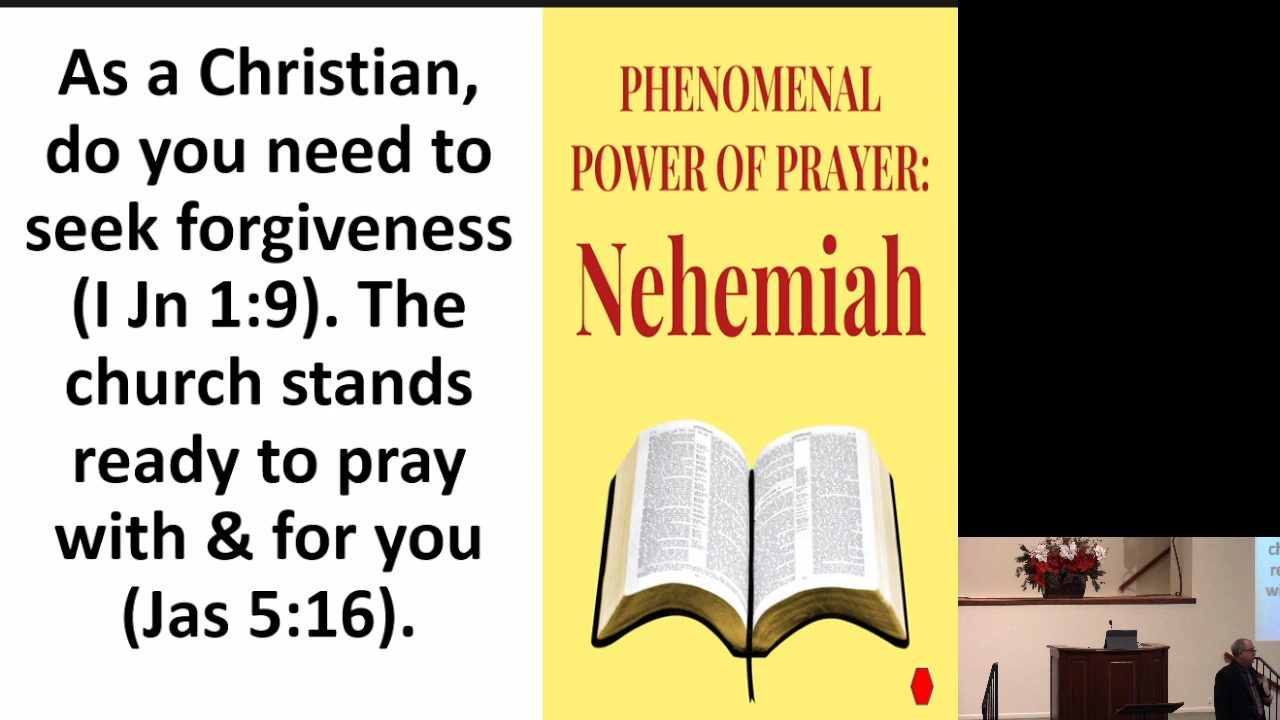 As a Christian,
do you need to
seek forgiveness
(I Jn 1:9). The
church stands
ready to pray
with & for you
(Jas 5:16).
PHENOMENAL
POWER OF PRAYER:
Nehemiah